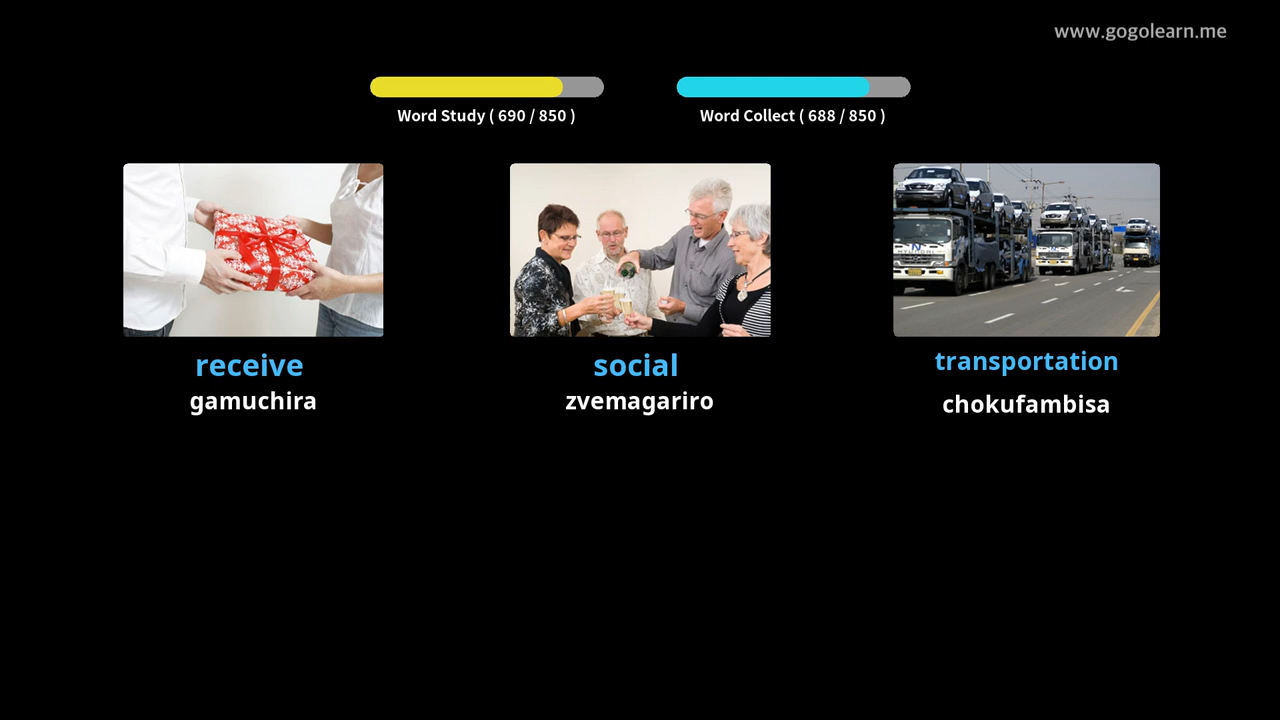 www.gogolearn.me
Word Study ( 690 / 850 )
Word Collect ( 688 / 850 )
receive
gamuchira
social
zvemagariro
transportation
chokufambisa